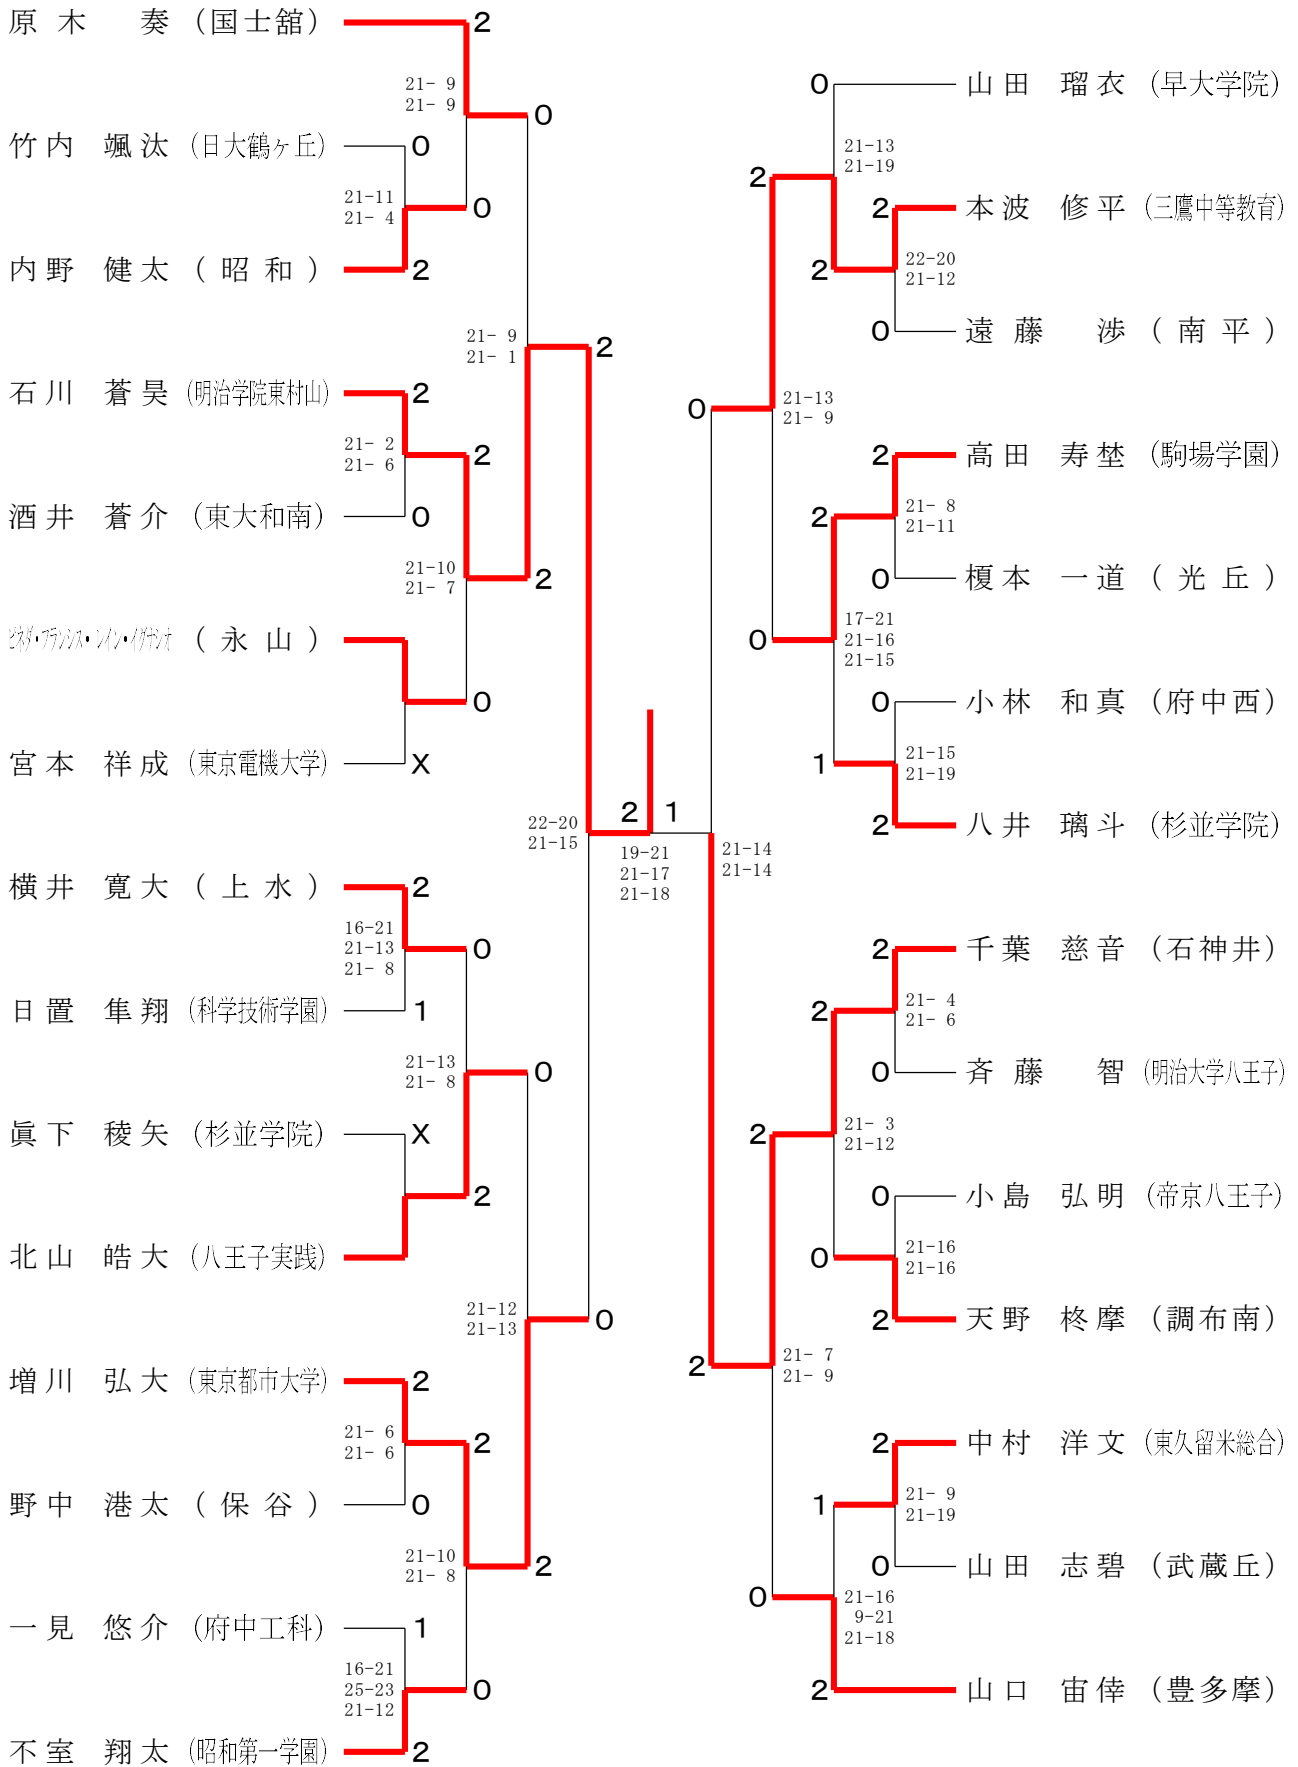 原木 奏 (国士舘) 2
21- 9
21- 9
0
竹内 颯汰 (日大鶴ヶ丘) 0
21-11
21- 4
0
内野 健太 (昭和) 2
21- 9
21- 1
2
石川 蒼昊 (明治学院東村山) 2
21- 2
21- 6
2
酒井 蒼介 (東大和南) 0
21-10
21- 7
2
(永山)
0
宮本 祥成 (東京電機大学) X
22-20
21-15
横井 寛大 (上水) 2
16-21
21-13
21- 8
0
日置 隼翔 (科学技術学園) 1
21-13
21- 8
0
眞下 稜矢 (杉並学院) X
2
北山 皓大 (八王子実践)
21-12
21-13
0
増川 弘大 (東京都市大学) 2
21- 6
21- 6
2
野中 港太 (保谷) 0
21-10
21- 8
2
一見 悠介 (府中工科) 1
16-21
25-23
21-12
0
不室 翔太 (昭和第一学園) 2
2 1
19-21
21-17
21-18
0 山田 瑠衣 (早大学院)
21-13
21-19
2
2 本波 修平 (三鷹中等教育)
2
22-20
21-12
0 遠藤 渉 (南平)
0
21-13
21- 9
2 高田 寿埜 (駒場学園)
2
21- 8
21-11
0 榎本 一道 (光丘)
0
17-21
21-16
21-15
0 小林 和真 (府中西)
1
21-15
21-19
2 八井 璃斗 (杉並学院)
21-14
21-14
2 千葉 慈音 (石神井)
2
21- 4
21- 6
0 斉藤 智 (明治大学八王子)
2
21- 3
21-12
0 小島 弘明 (帝京八王子)
0
21-16
21-16
2 天野 柊摩 (調布南)
2
21- 7
21- 9
2 中村 洋文 (東久留米総合)
1
21- 9
21-19
0 山田 志碧 (武蔵丘)
0
21-16
9-21
21-18
2 山口 宙倖 (豊多摩)